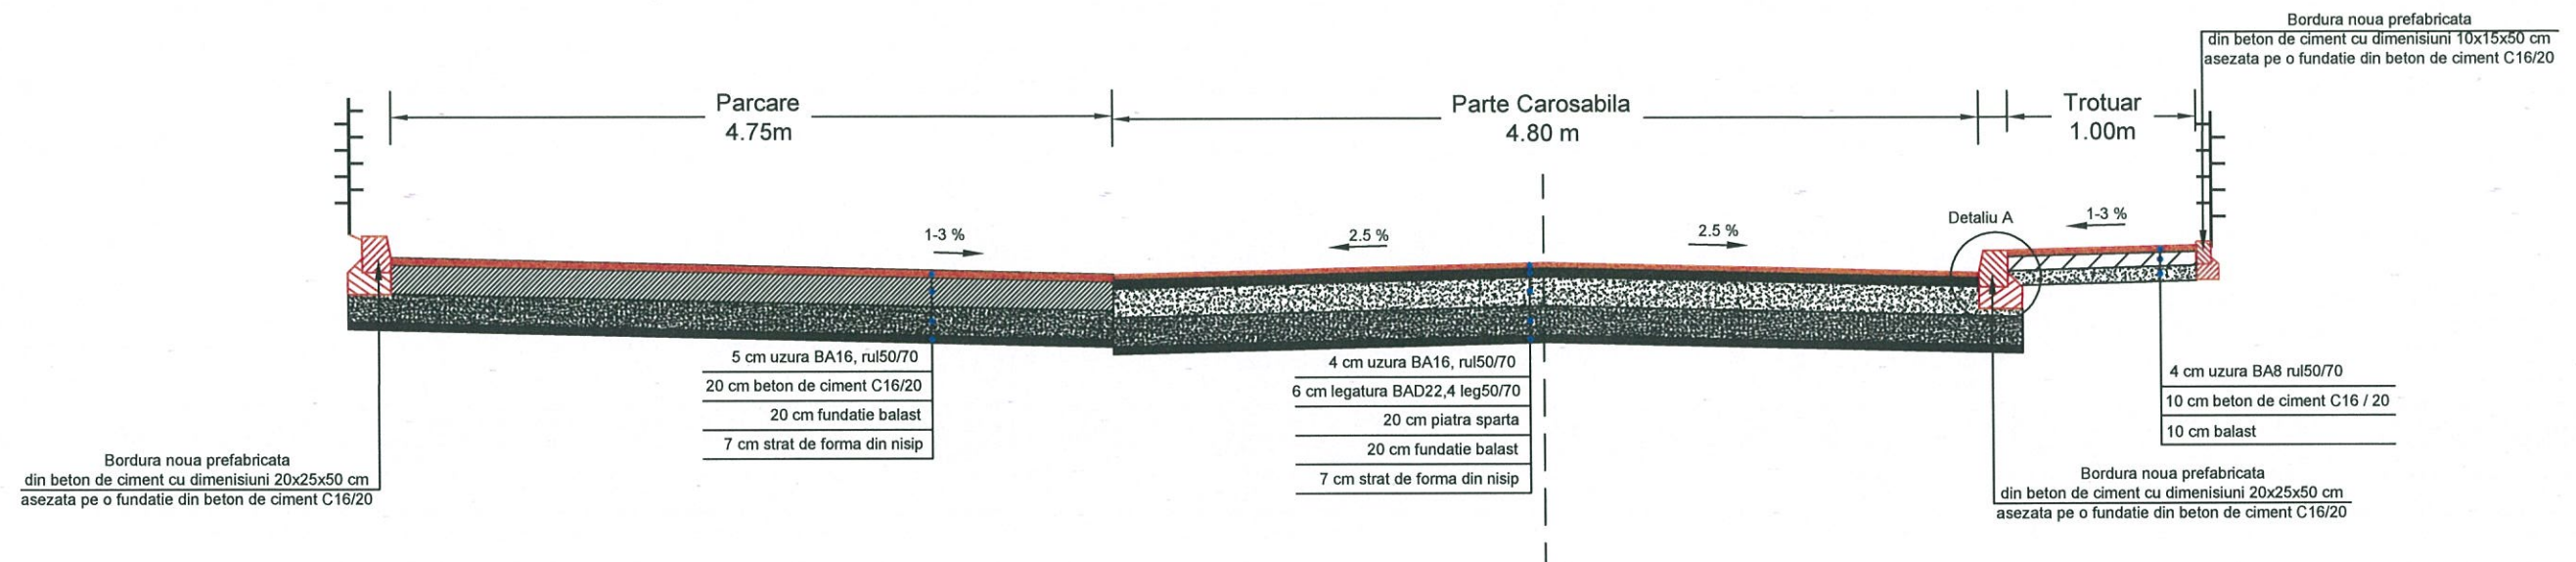 Bordura noua prefabricata
din beton de ciment cu dimenisiuni 10x15x50 cm
asezata pe o fundatie din beton de ciment C16/20
Parcare
4.75m
Parte Carosabila
4.80 m
Trotuar
1.00m
1-3 %
2.5 %
2.5 %
Detaliu A
1-3 %
5 cm uzura BA16, rul50/70
20 cm beton de ciment C16/20
20 cm fundatie balast
7 cm strat de forma din nisip
4 cm uzura BA16, rul50/70
6 cm legatura BAD22,4 leg50/70
20 cm piatra sparta
20 cm fundatie balast
7 cm strat de forma din nisip
4 cm uzura BA8 rul50/70
10 cm beton de ciment C16 / 20
10 cm balast
Bordura noua prefabricata
din beton de ciment cu dimenisiuni 20x25x50 cm
asezata pe o fundatie din beton de ciment C16/20
Bordura noua prefabricata
din beton de ciment cu dimenisiuni 20x25x50 cm
asezata pe o fundatie din beton de ciment C16/20